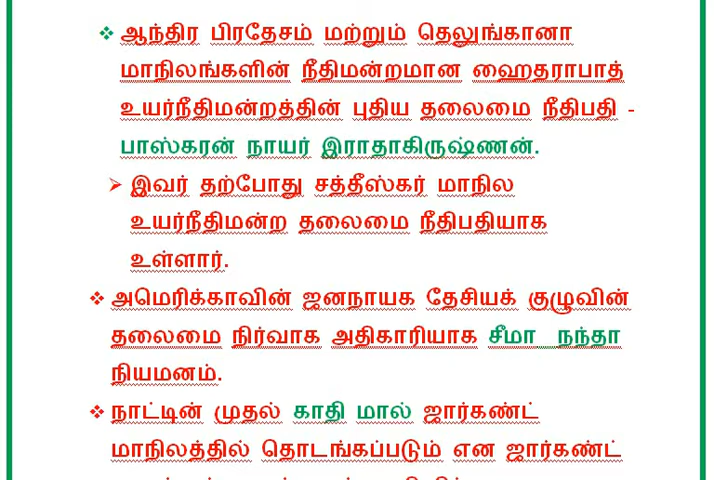 ❖ ஆந்திர பிரதேசம் மற்றும் தெலுங்கானா
மாநிலங்களின் நீதிமன்றமான ஹைதராபாத்
உயர்நீதிமன்றத்தின் புதிய தலைமை நீதிபதி -
பாஸ்கரன் நாயர் இராதாகிருஷ்ணன்.
➢ இவர் தற்போது சத்தீஸ்கர் மாநில
உயர்நீதிமன்ற தலைமை நீதிபதியாக
உள்ளார்.
❖ அமெரிக்காவின் ஜனநாயக தேசியக் குழுவின்
தலைமை நிர்வாக அதிகாரியாக சீமா நந்தா
நியமனம்.
❖ நாட்டின் முதல் காதி மால் ஜார்கண்ட்
மாநிலத்தில் தொடங்கப்படும் என ஜார்கண்ட்